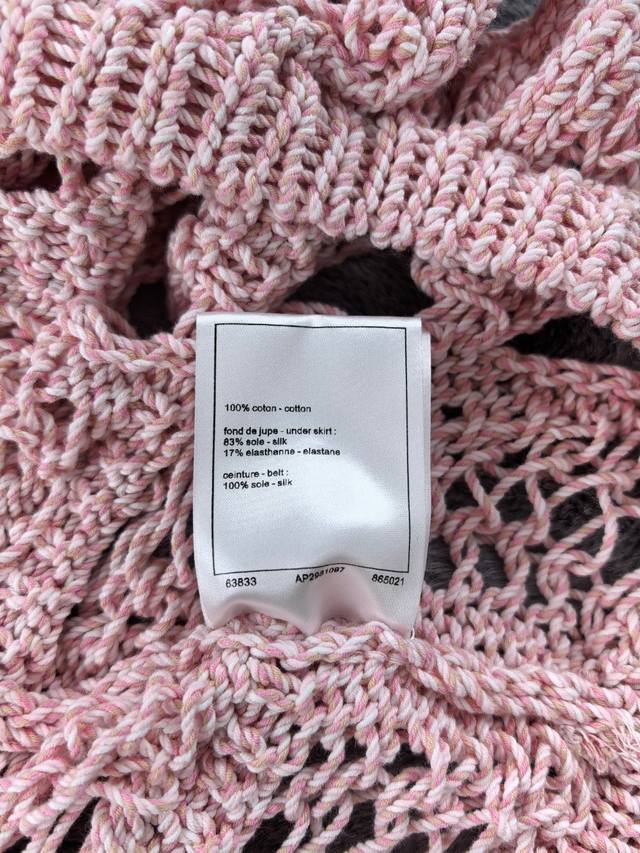 100% coton - cotton
fond de jupe - under skirt :
83% soie - silk
17% élasthanne - elastane
ceinture - belt :
100% soie - silk
63833 865021